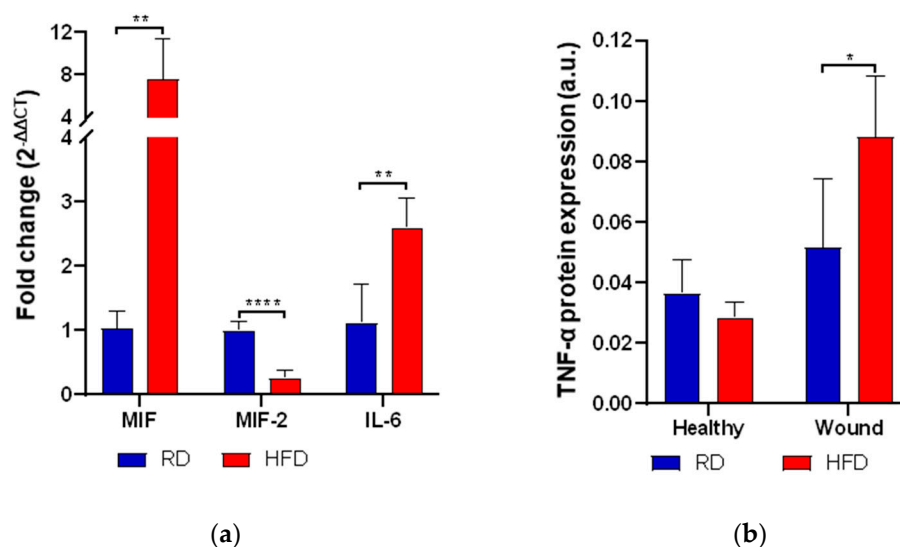 Fold change (2-ΔΔCT)
12
8
4
4
3
2
1
0
**
****
**
MIF MIF-2 IL-6
RD HFD
(a)
TNF-α protein expression (a.u.)
0.12
0.10
0.08
0.06
0.04
0.02
0.00
*
Healthy Wound
RD HFD
(b)